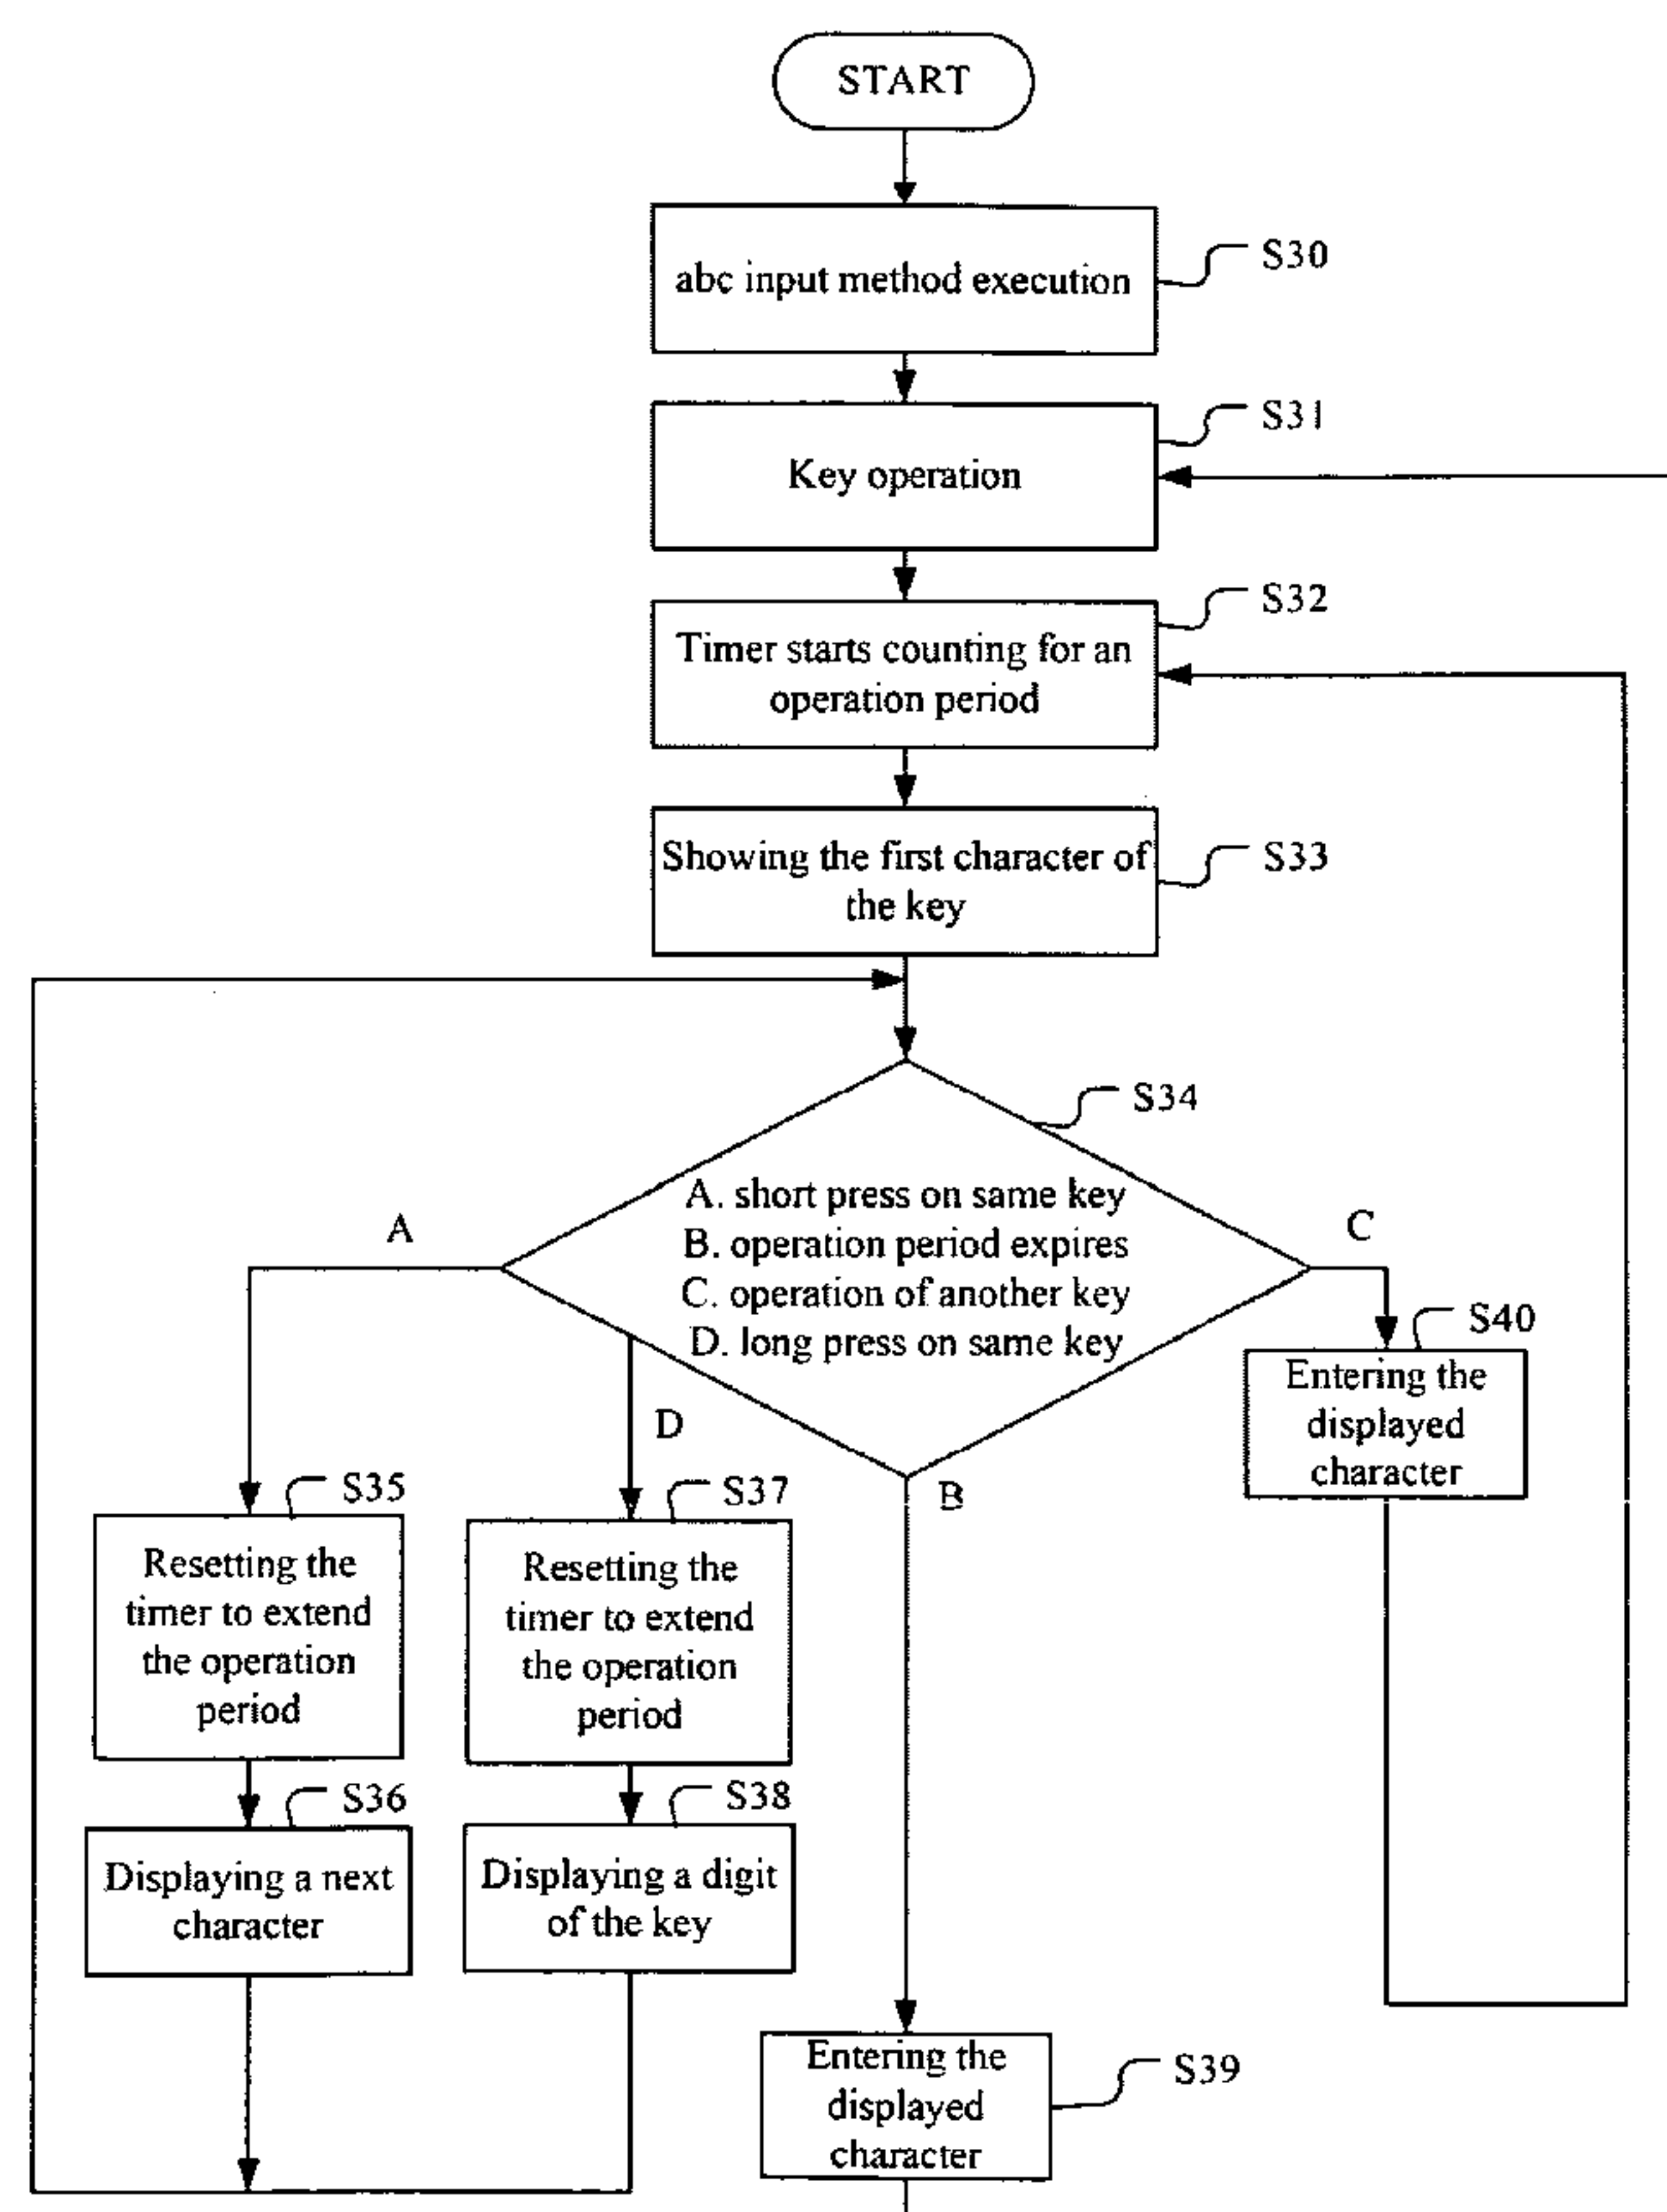 START
abc input method execution
S30
Key operation
S31
Timer starts counting for an
operation period
S32
Showing the first character of
the key
S33
S34
A. short press on same key
B. operation period expires
C. operation of another key
D. long press on same key
A
D
B
C
S35
Resetting the
timer to extend
the operation
period
S37
Resetting the
timer to extend
the operation
period
S40
Entering the
displayed
character
S36
Displaying a next
character
S38
Displaying a digit
of the key
Entering the
displayed
character
S39